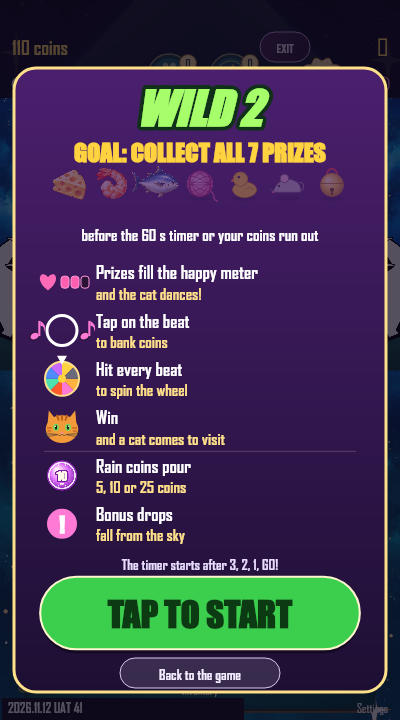 110 coins
EXIT
WILD 2
GOAL: COLLECT ALL 7 PRIZES
before the 60 s timer or your coins run out
Prizes fill the happy meter
and the cat dances!
Tap on the beat
to bank coins
Hit every beat
to spin the wheel
Win
and a cat comes to visit
10
Rain coins pour
5, 10 or 25 coins
!
Bonus drops
fall from the sky
The timer starts after 3, 2, 1, GO!
TAP TO START
Back to the game
2026.11.12 UAT 41
Settings